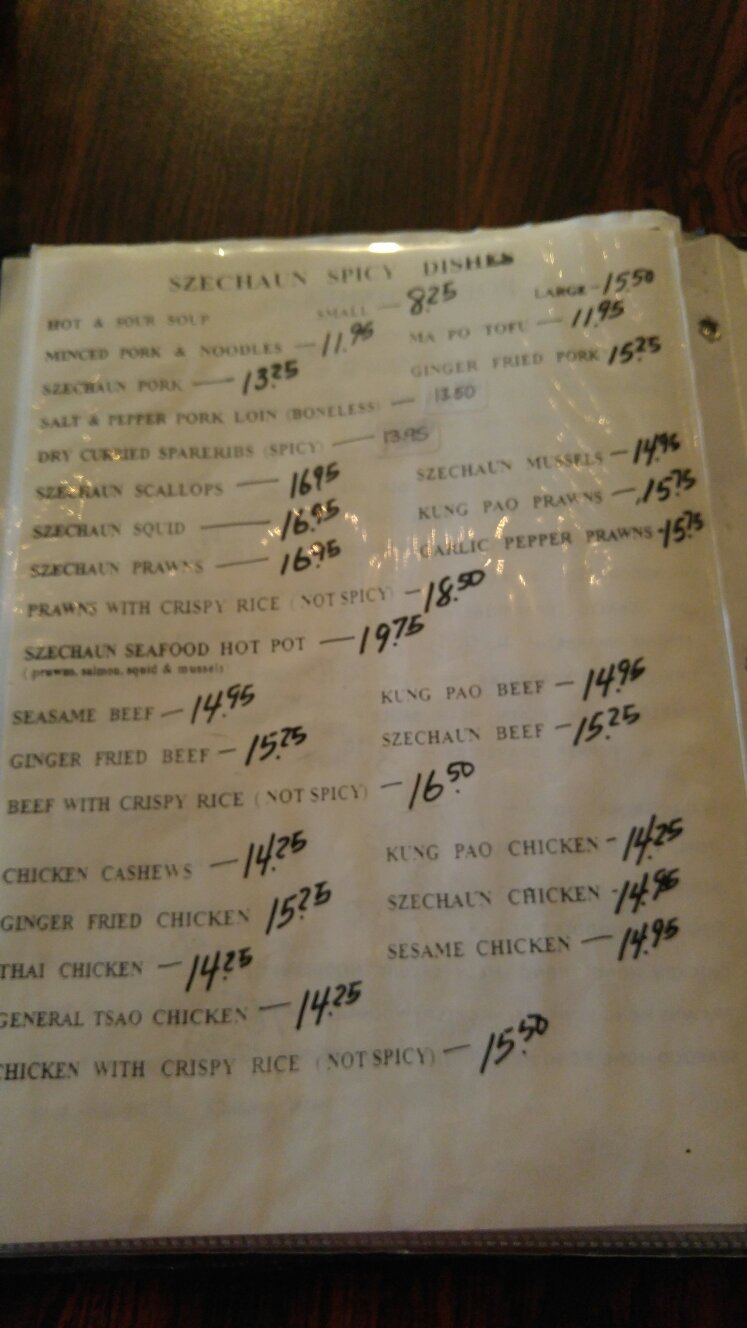 SZECHAUN SPICY DISHES
HOT & SOUR SOUP SMALL — 8.25 LARGE - 15.50
MINCED PORK & NOODLES — 11.95 MA PO TOFU — 11.95
SZECHAUN PORK — 13.25 GINGER FRIED PORK 15.25
SALT & PEPPER PORK LOIN (BONELESS) — 13.50
DRY CURRIED SPARERIBS (SPICY) — 13.95
SZECHAUN SCALLOPS — 16.95 SZECHAUN MUSSELS — 14.95
SZECHAUN SQUID — 16.95 KUNG PAO PRAWNS — 15.75
SZECHAUN PRAWNS — 16.95 GARLIC PEPPER PRAWNS - 15.75
PRAWNS WITH CRISPY RICE (NOT SPICY) — 18.50
SZECHAUN SEAFOOD HOT POT — 19.75
(prawns, salmon, squid & mussels)
SEASAME BEEF — 14.95 KUNG PAO BEEF — 14.95
GINGER FRIED BEEF — 15.25 SZECHAUN BEEF — 15.25
BEEF WITH CRISPY RICE (NOT SPICY) — 16.50
CHICKEN CASHEWS — 14.25 KUNG PAO CHICKEN - 14.25
GINGER FRIED CHICKEN 15.25 SZECHAUN CHICKEN - 14.95
THAI CHICKEN — 14.25 SESAME CHICKEN — 14.95
GENERAL TSAO CHICKEN — 14.25
CHICKEN WITH CRISPY RICE (NOT SPICY) — 15.50